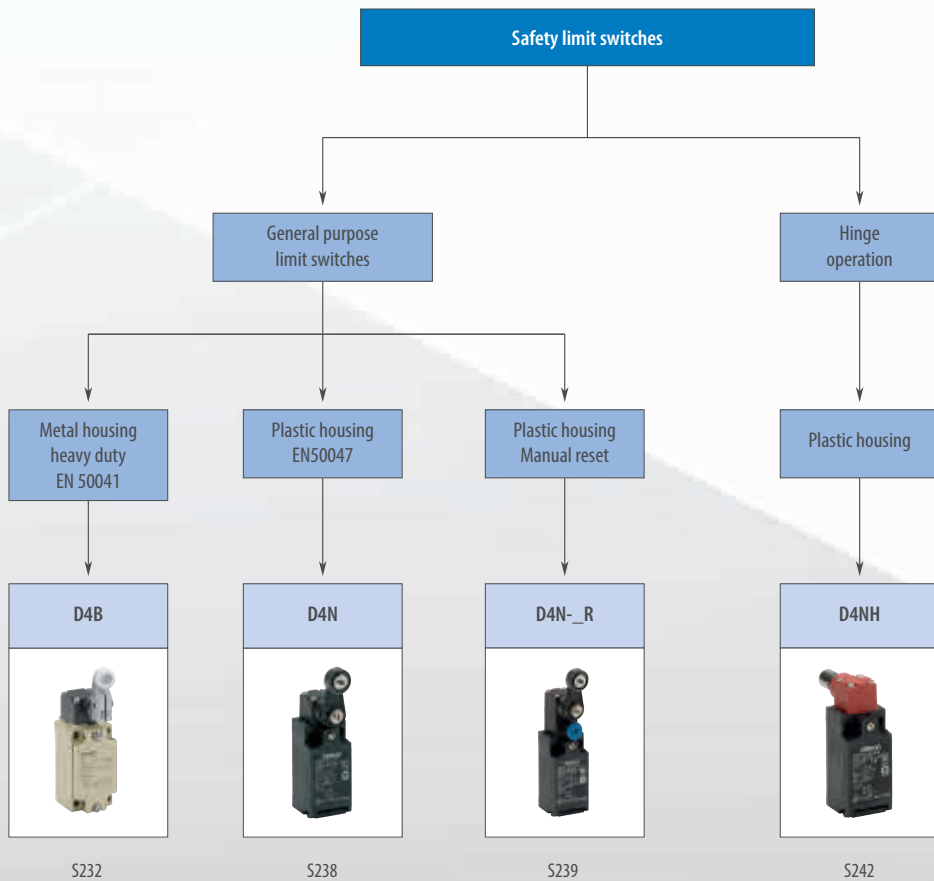 Safety limit switches
General purpose
limit switches
Hinge
operation
Metal housing
heavy duty
EN 50041
Plastic housing
EN50047
Plastic housing
Manual reset
Plastic housing
D4B
D4N
D4N-_R
D4NH
S232
S238
S239
S242